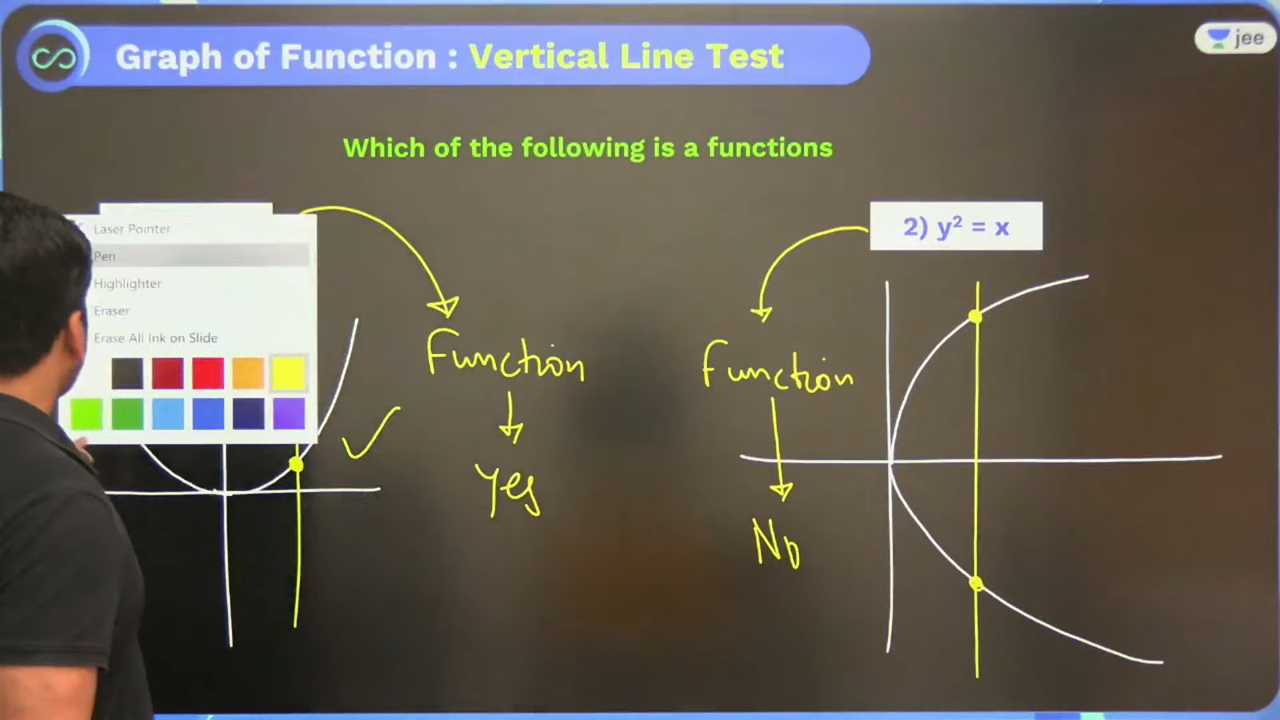 Graph of Function : Vertical Line Test
jee
Which of the following is a functions
Laser Pointer
Pen
Highlighter
Eraser
Erase All Ink on Slide
2) y² = x
Function
Yes
Function
No